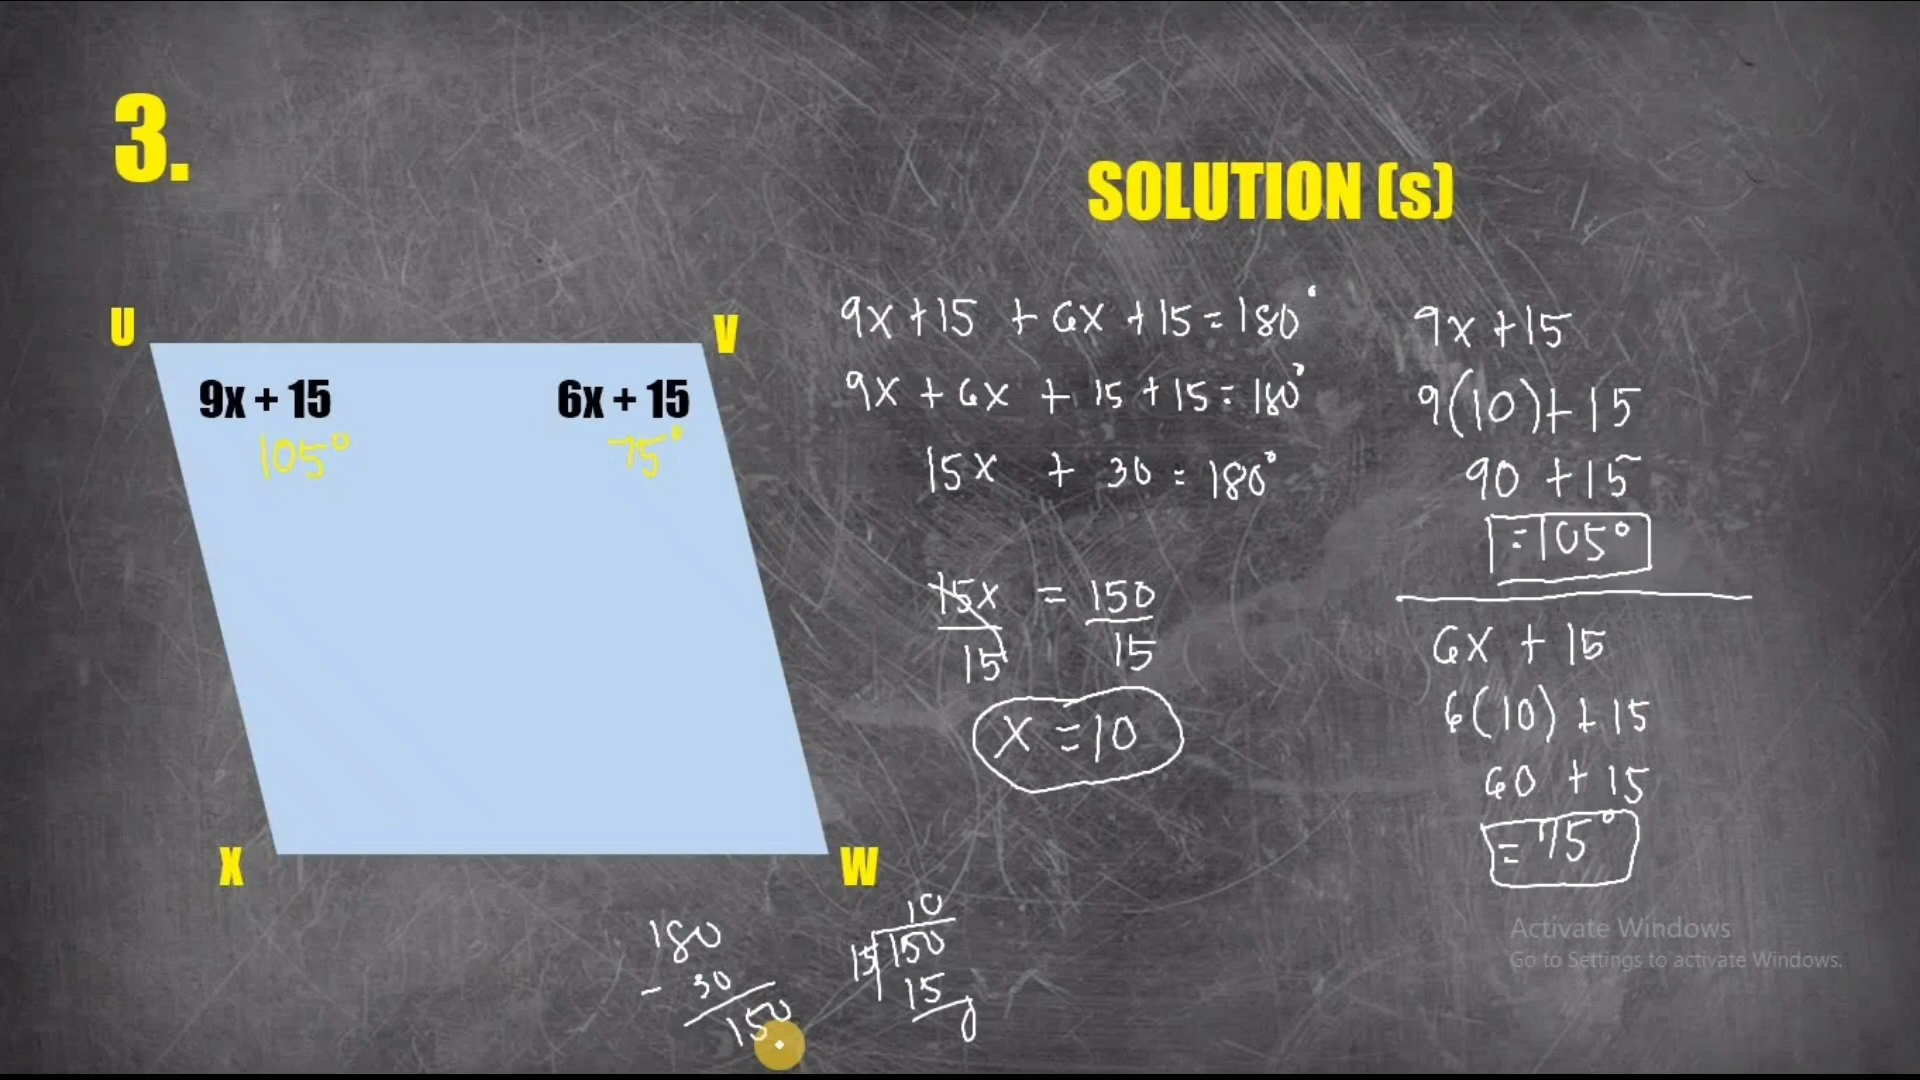 3.
SOLUTION (s)
U
V
9x + 15
6x + 15
105°
75°
X
W
9x + 15 + 6x + 15 = 180°
9x + 6x + 15 + 15 = 180°
15x + 30 = 180°
15x = 150
15 15
x = 10
9x + 15
9(10) + 15
90 + 15
= 105°
6x + 15
6(10) + 15
60 + 15
= 75°
180
- 30
150
10
15 150
15
0
Activate Windows
Go to Settings to activate Windows.